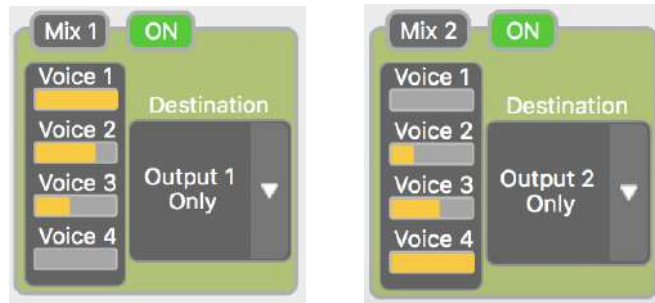 Mix 1 ON
Voice 1
Destination
Voice 2
Voice 3
Output 1
Only
Voice 4
Mix 2 ON
Voice 1
Destination
Voice 2
Voice 3
Output 2
Only
Voice 4